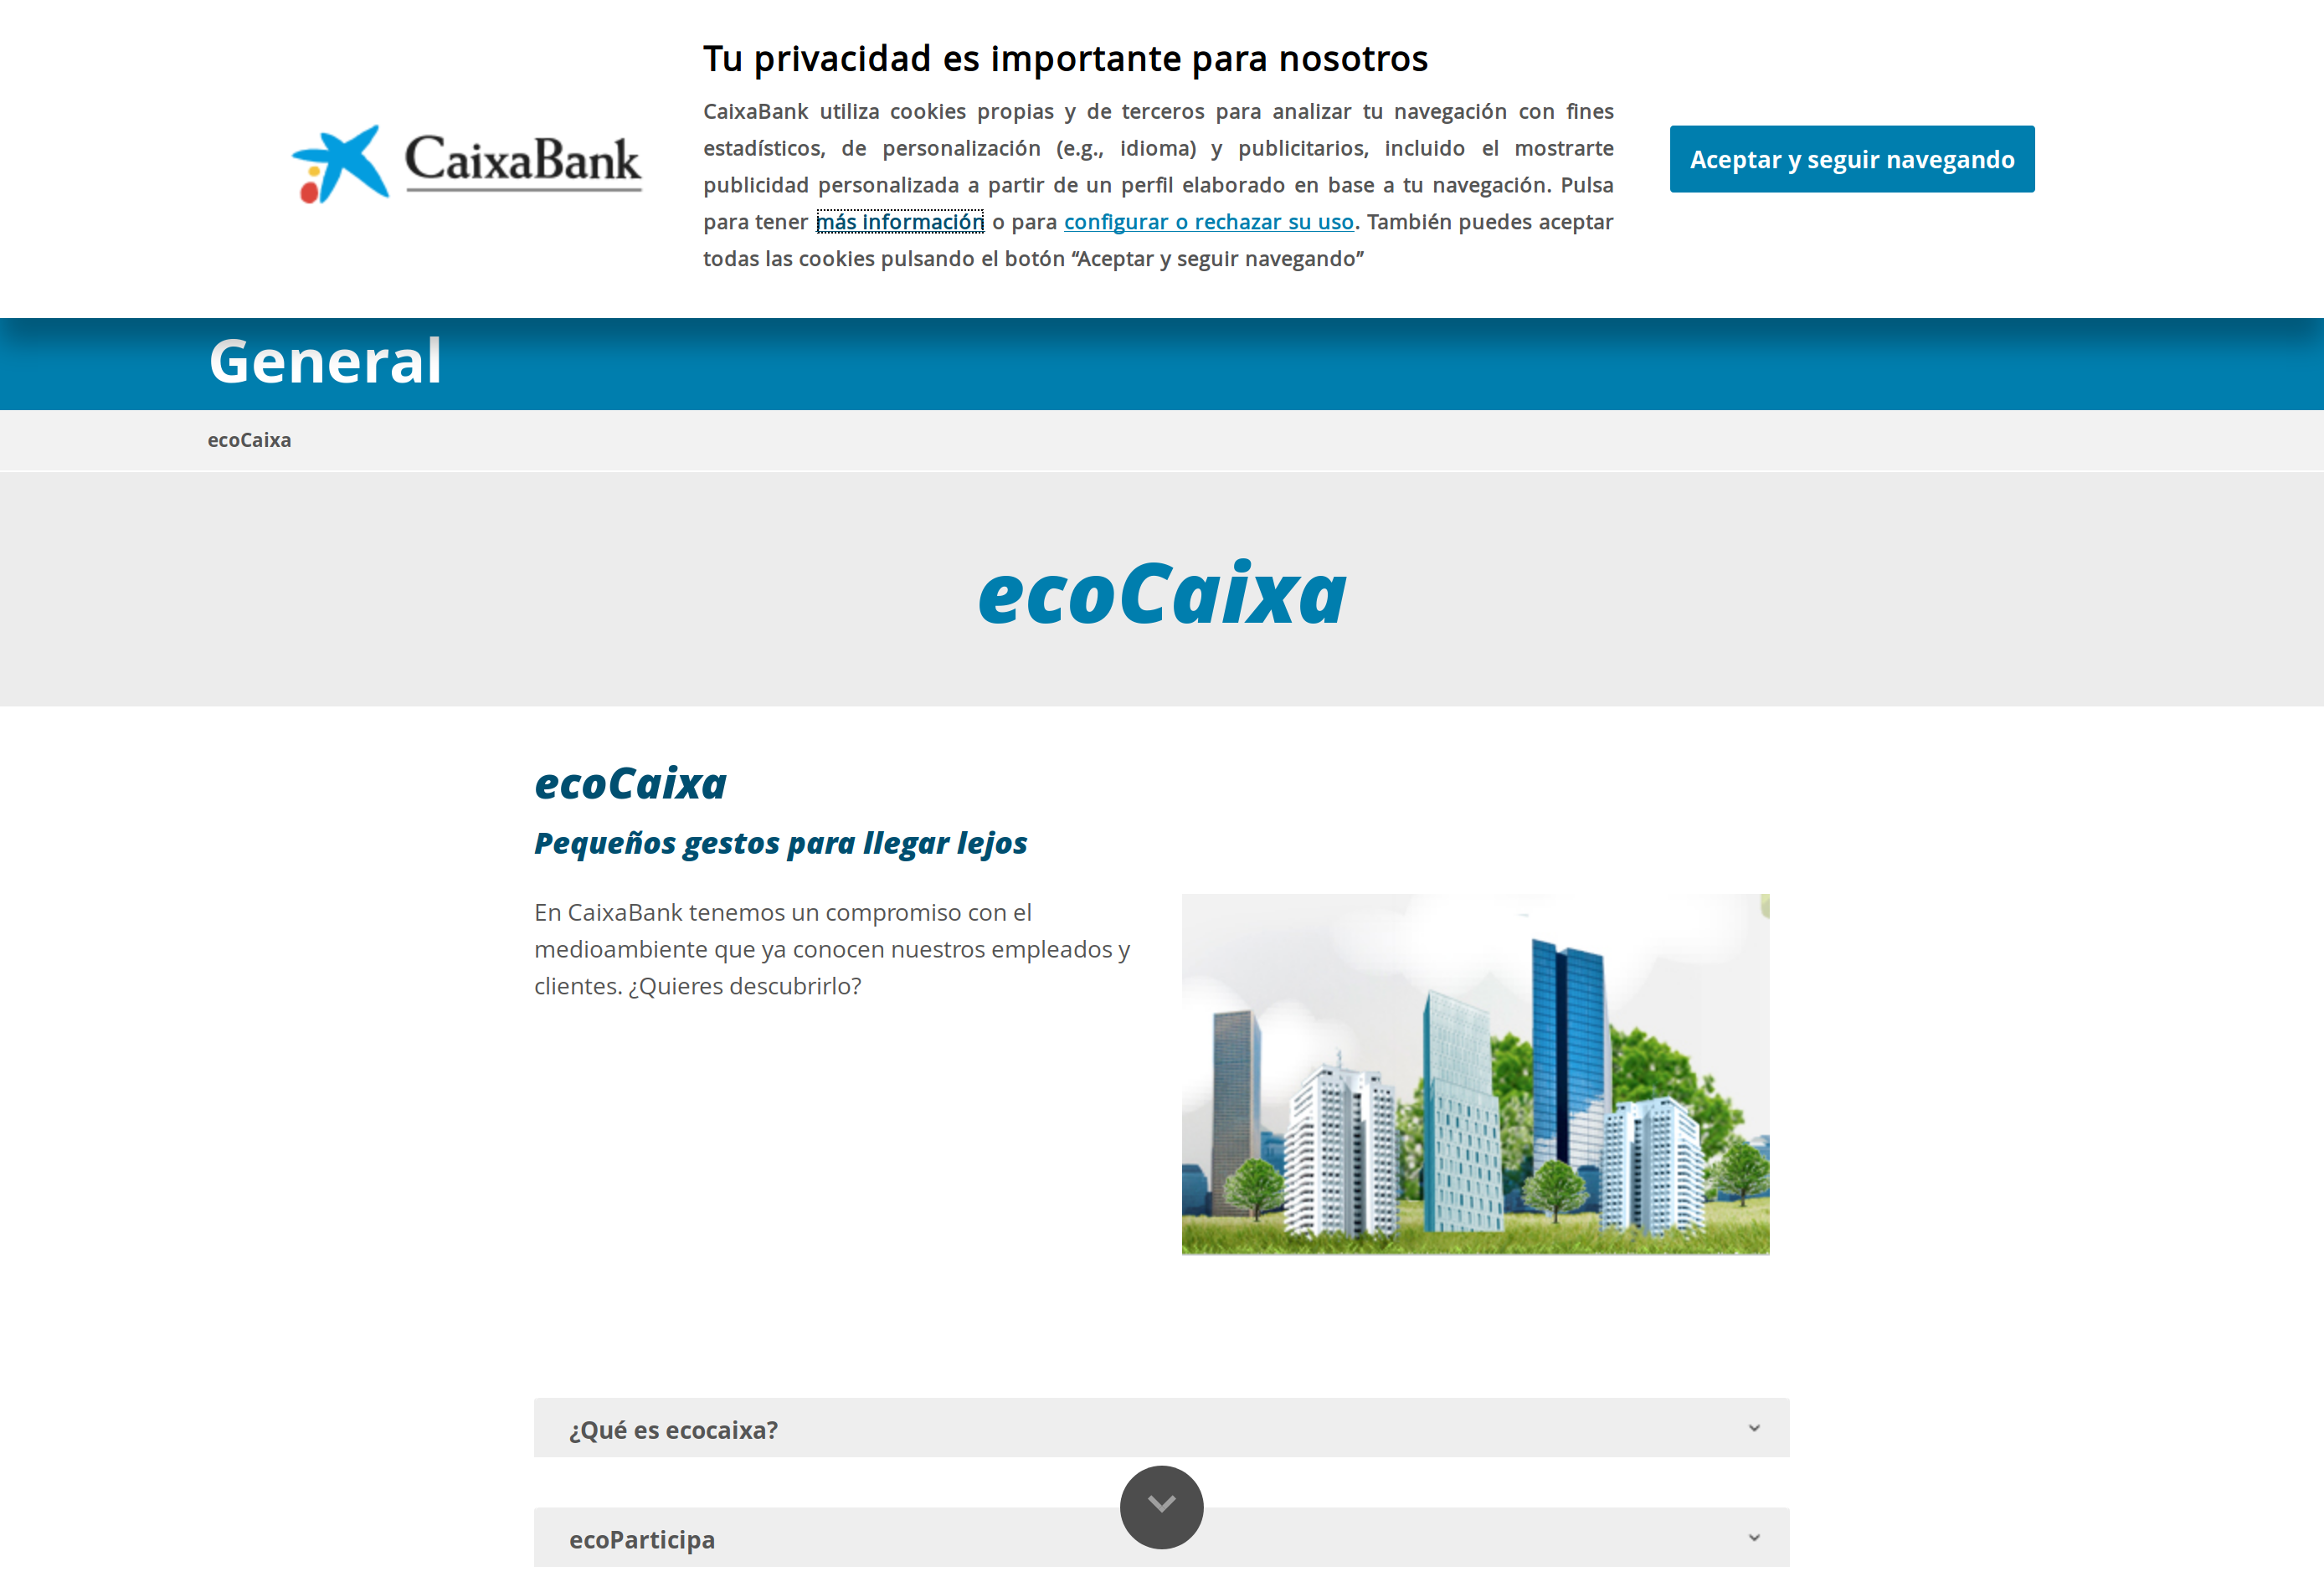 Tu privacidad es importante para nosotros
CaixaBank utiliza cookies propias y de terceros para analizar tu navegación con fines
estadísticos, de personalización (e.g., idioma) y publicitarios, incluido el mostrarte
publicidad personalizada a partir de un perfil elaborado en base a tu navegación. Pulsa
para tener más información o para configurar o rechazar su uso. También puedes aceptar
todas las cookies pulsando el botón “Aceptar y seguir navegando”
CaixaBank
Aceptar y seguir navegando
General
ecoCaixa
ecoCaixa
ecoCaixa
Pequeños gestos para llegar lejos
En CaixaBank tenemos un compromiso con el
medioambiente que ya conocen nuestros empleados y
clientes. ¿Quieres descubrirlo?
¿Qué es ecocaixa?
ecoParticipa